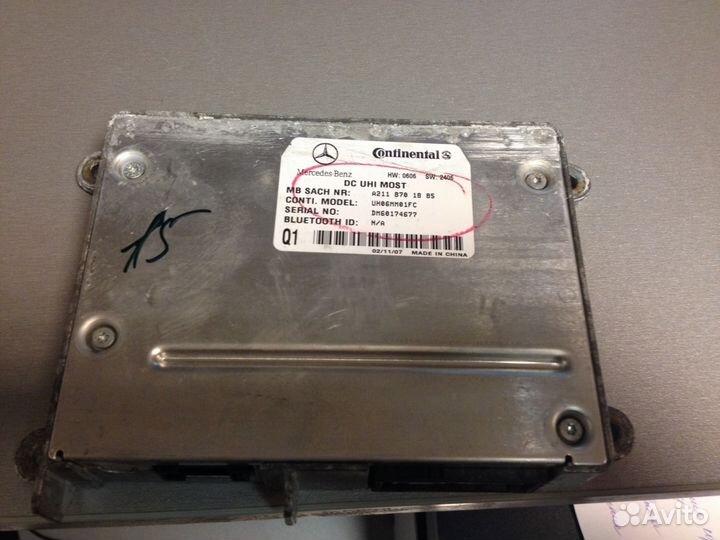 Continental
Mercedes-Benz HW: 0606 SW: 2405
DC UHI MOST
MB SACH NR: A211 870 18 85
CONTI. MODEL: UH06MM01FC
SERIAL NO: DM60174677
BLUETOOTH ID: N/A
Q1
02/11/07 MADE IN CHINA
Avito